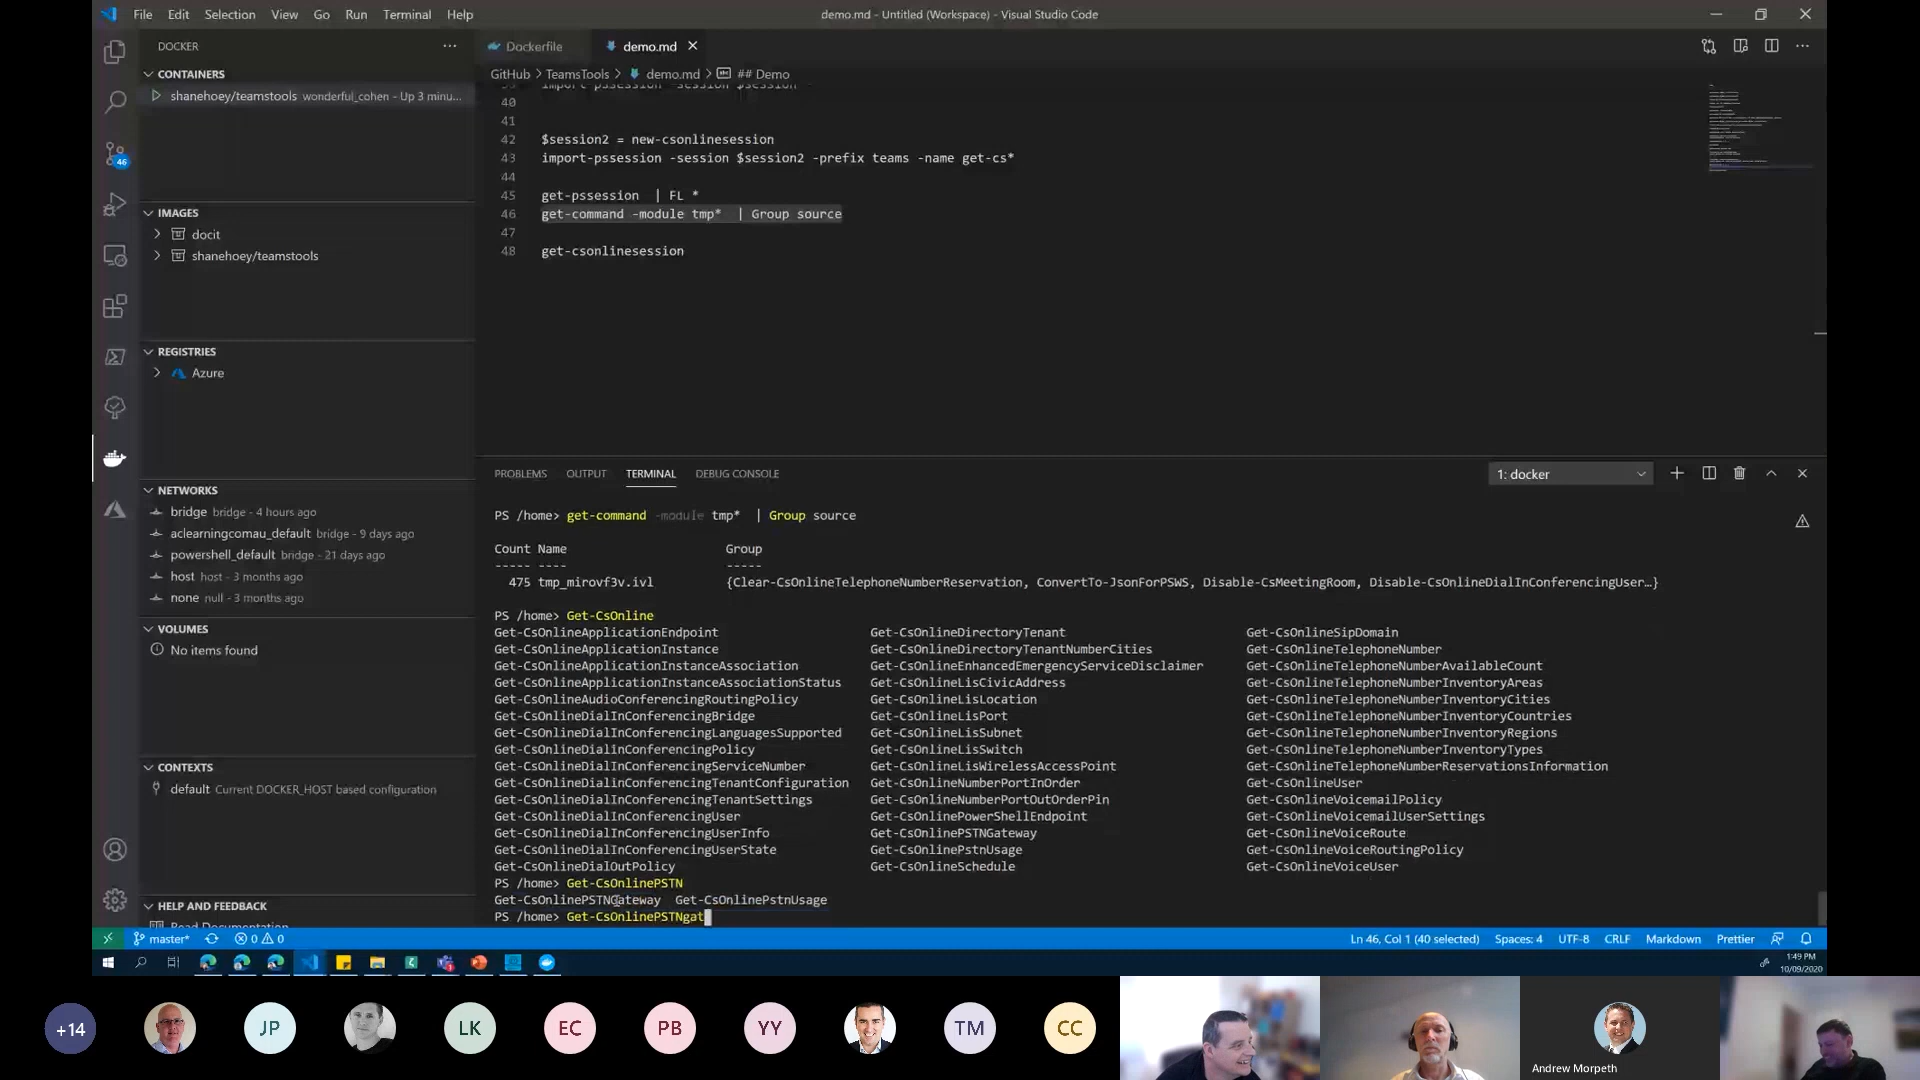 File Edit Selection View Go Run Terminal Help
demo.md - Untitled (Workspace) - Visual Studio Code
DOCKER
Dockerfile
demo.md
GitHub > TeamsTools > demo.md > ## Demo
CONTAINERS
shanehoey/teamstools wonderful_cohen - Up 3 minu...
46
IMAGES
docit
shanehoey/teamstools
REGISTRIES
Azure
NETWORKS
bridge bridge - 4 hours ago
aclearningcomau_default bridge - 9 days ago
powershell_default bridge - 21 days ago
host host - 3 months ago
none null - 3 months ago
VOLUMES
No items found
CONTEXTS
default Current DOCKER_HOST based configuration
HELP AND FEEDBACK
Read Docker Documentation
39 import-pssession -session $session
40
41
42 $session2 = new-csonlinesession
43 import-pssession -session $session2 -prefix teams -name get-cs*
44
45 get-pssession | FL *
46 get-command -module tmp* | Group source
47
48 get-csonlinesession
PROBLEMS OUTPUT TERMINAL DEBUG CONSOLE
1: docker
PS /home> get-command -module tmp* | Group source
Count Name Group
----- ---- -----
475 tmp_mirovf3v.ivl {Clear-CsOnlineTelephoneNumberReservation, ConvertTo-JsonForPSWS, Disable-CsMeetingRoom, Disable-CsOnlineDialInConferencingUser…}
PS /home> Get-CsOnline
Get-CsOnlineApplicationEndpoint Get-CsOnlineDirectoryTenant Get-CsOnlineSipDomain
Get-CsOnlineApplicationInstance Get-CsOnlineDirectoryTenantNumberCities Get-CsOnlineTelephoneNumber
Get-CsOnlineApplicationInstanceAssociation Get-CsOnlineEnhancedEmergencyServiceDisclaimer Get-CsOnlineTelephoneNumberAvailableCount
Get-CsOnlineApplicationInstanceAssociationStatus Get-CsOnlineLisCivicAddress Get-CsOnlineTelephoneNumberInventoryAreas
Get-CsOnlineAudioConferencingRoutingPolicy Get-CsOnlineLisLocation Get-CsOnlineTelephoneNumberInventoryCities
Get-CsOnlineDialInConferencingBridge Get-CsOnlineLisPort Get-CsOnlineTelephoneNumberInventoryCountries
Get-CsOnlineDialInConferencingLanguagesSupported Get-CsOnlineLisSubnet Get-CsOnlineTelephoneNumberInventoryRegions
Get-CsOnlineDialinConferencingPolicy Get-CsOnlineLisSwitch Get-CsOnlineTelephoneNumberInventoryTypes
Get-CsOnlineDialInConferencingServiceNumber Get-CsOnlineLisWirelessAccessPoint Get-CsOnlineTelephoneNumberReservationsInformation
Get-CsOnlineDialinConferencingTenantConfiguration Get-CsOnlineNumberPortInOrder Get-CsOnlineUser
Get-CsOnlineDialInConferencingTenantSettings Get-CsOnlineNumberPortOutOrderPin Get-CsOnlineVoicemailPolicy
Get-CsOnlineDialInConferencingUser Get-CsOnlinePowerShellEndpoint Get-CsOnlineVoicemailUserSettings
Get-CsOnlineDialInConferencingUserInfo Get-CsOnlinePSTNGateway Get-CsOnlineVoiceRoute
Get-CsOnlineDialInConferencingUserState Get-CsOnlinePstnUsage Get-CsOnlineVoiceRoutingPolicy
Get-CsOnlineDialOutPolicy Get-CsOnlineSchedule Get-CsOnlineVoiceUser
PS /home> Get-CsOnlinePSTN
Get-CsOnlinePSTNGateway Get-CsOnlinePstnUsage
PS /home> Get-CsOnlinePSTNgat
master* 0 0
Ln 46, Col 1 (40 selected) Spaces: 4 UTF-8 CRLF Markdown Prettier
1:49 PM
10/09/2020
+14 JP LK EC PB YY TM CC
Andrew Morpeth